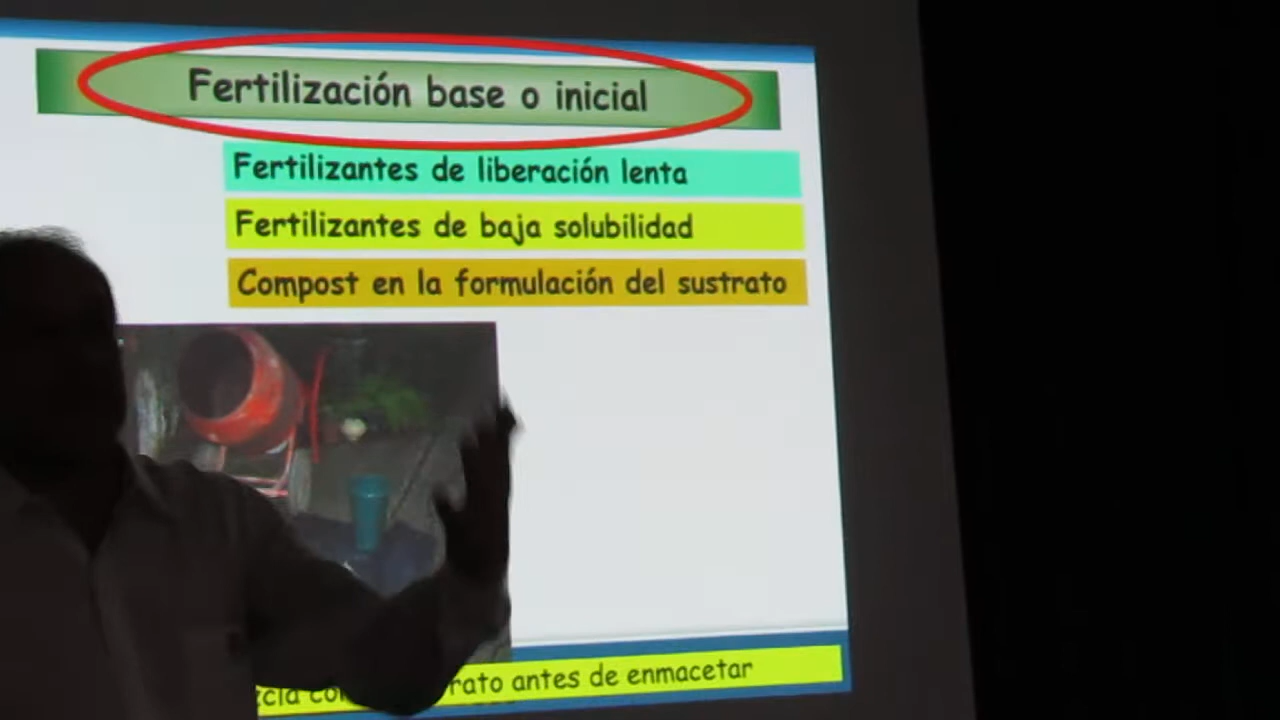 Fertilización base o inicial
Fertilizantes de liberación lenta
Fertilizantes de baja solubilidad
Compost en la formulación del sustrato
antes de enmacetar